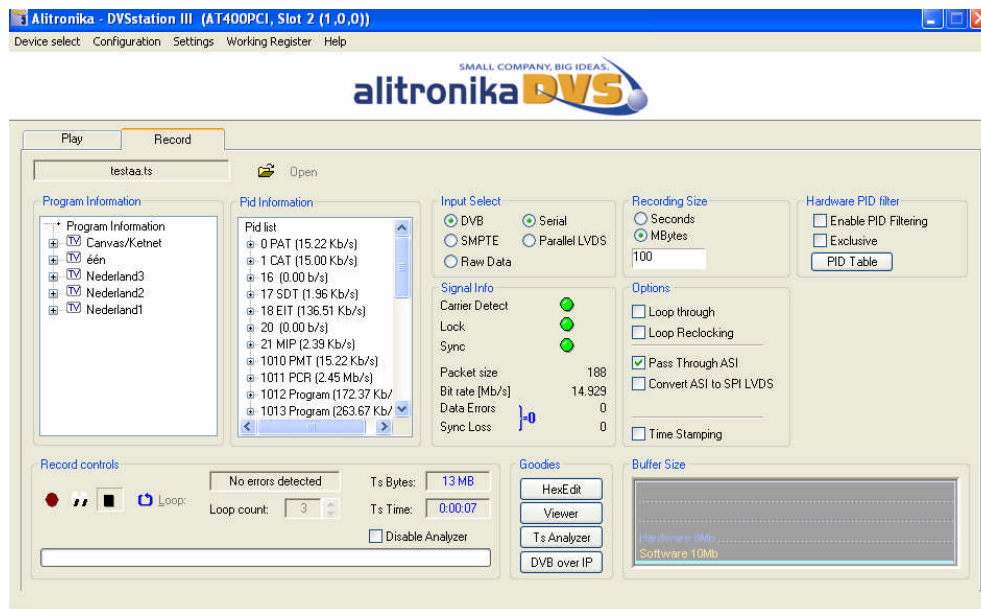 Alitronika - DVSstation III (AT400PCI, Slot 2 (1,0,0))
Device select Configuration Settings Working Register Help
SMALL COMPANY, BIG IDEAS.
alitronika DVS
Play Record
testaa.ts Open
Program Information
Program Information
TV Canvas/Ketnet
TV één
TV Nederland3
TV Nederland2
TV Nederland1
Pid Information
Pid list
0 PAT (15.22 Kb/s)
1 CAT (15.00 Kb/s)
16 (0.00 b/s)
17 SDT (1.96 Kb/s)
18 EIT (136.51 Kb/s)
20 (0.00 b/s)
21 MIP (2.39 Kb/s)
1010 PMT (15.22 Kb/s)
1011 PCR (2.45 Mb/s)
1012 Program (172.37 Kb/
1013 Program (263.67 Kb/
Input Select
DVB Serial
SMPTE Parallel LVDS
Raw Data
Signal Info
Carrier Detect
Lock
Sync
Packet size 188
Bit rate [Mb/s] 14.929
Data Errors 0
Sync Loss 0
}=0
Recording Size
Seconds
MBytes
100
Options
Loop through
Loop Reclocking
Pass Through ASI
Convert ASI to SPI LVDS
Time Stamping
Hardware PID filter
Enable PID Filtering
Exclusive
PID Table
Record controls
Loop:
No errors detected
Loop count: 3
Ts Bytes: 13 MB
Ts Time: 0:00:07
Disable Analyzer
Goodies
HexEdit
Viewer
Ts Analyzer
DVB over IP
Buffer Size
Hardware 8Mb
Software 10Mb